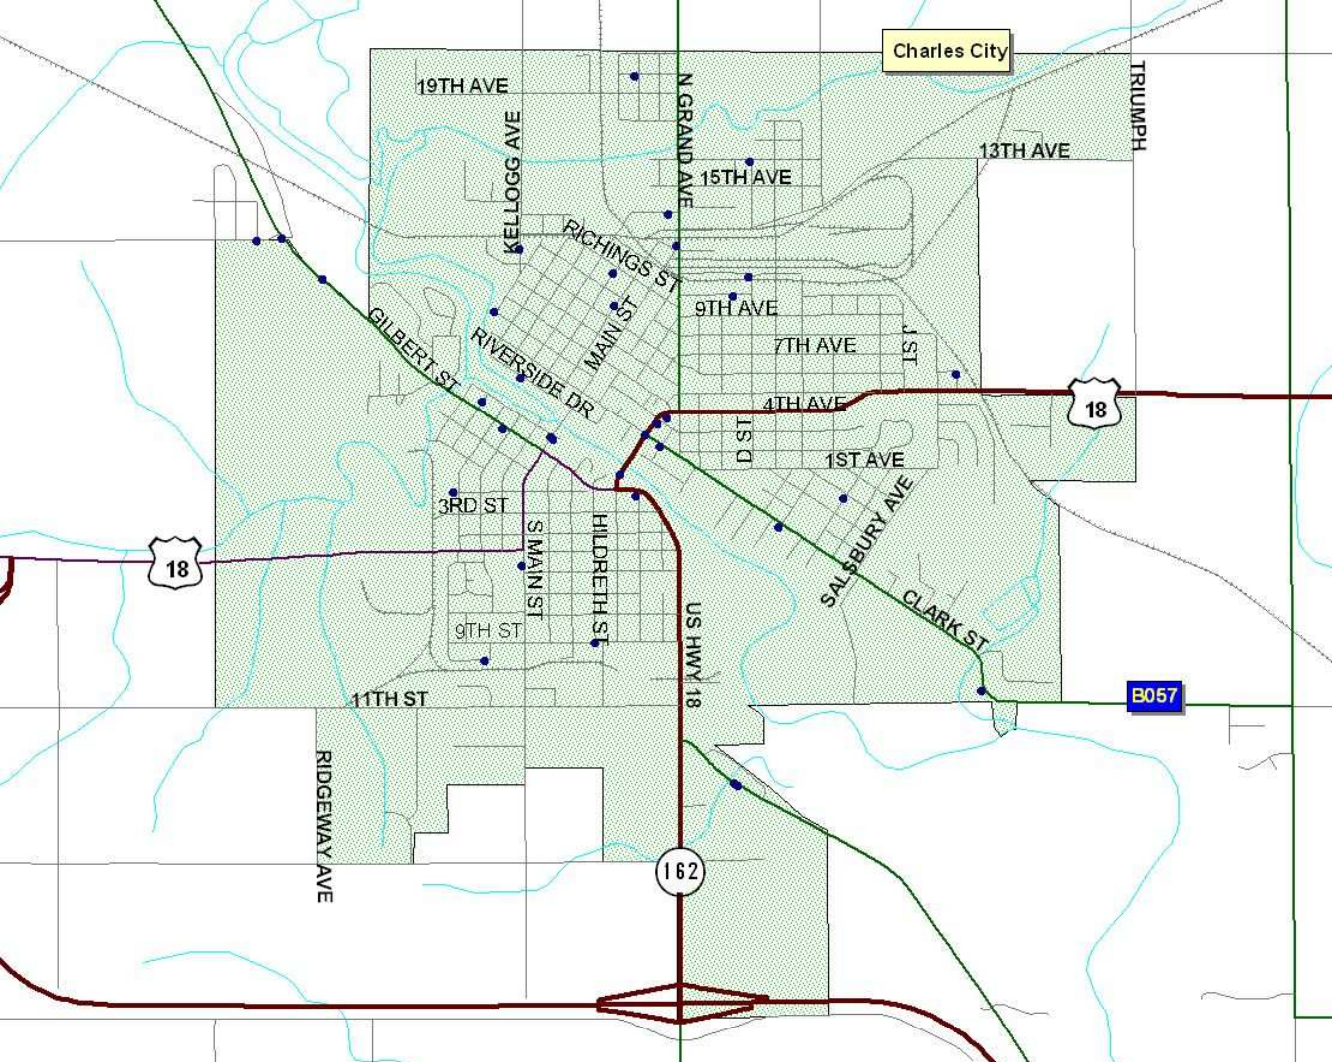 Charles City
19TH AVE
N GRAND AVE
TRIUMPH
KELLOGG AVE
13TH AVE
15TH AVE
RICHINGS ST
9TH AVE
MAIN ST
GILBERT ST
RIVERSIDE DR
7TH AVE
J ST
4TH AVE
18
D ST
1ST AVE
3RD ST
SALSBURY AVE
S MAIN ST
HILDRETH ST
18
CLARK ST
9TH ST
US HWY 18
11TH ST
B057
RIDGEWAY AVE
162